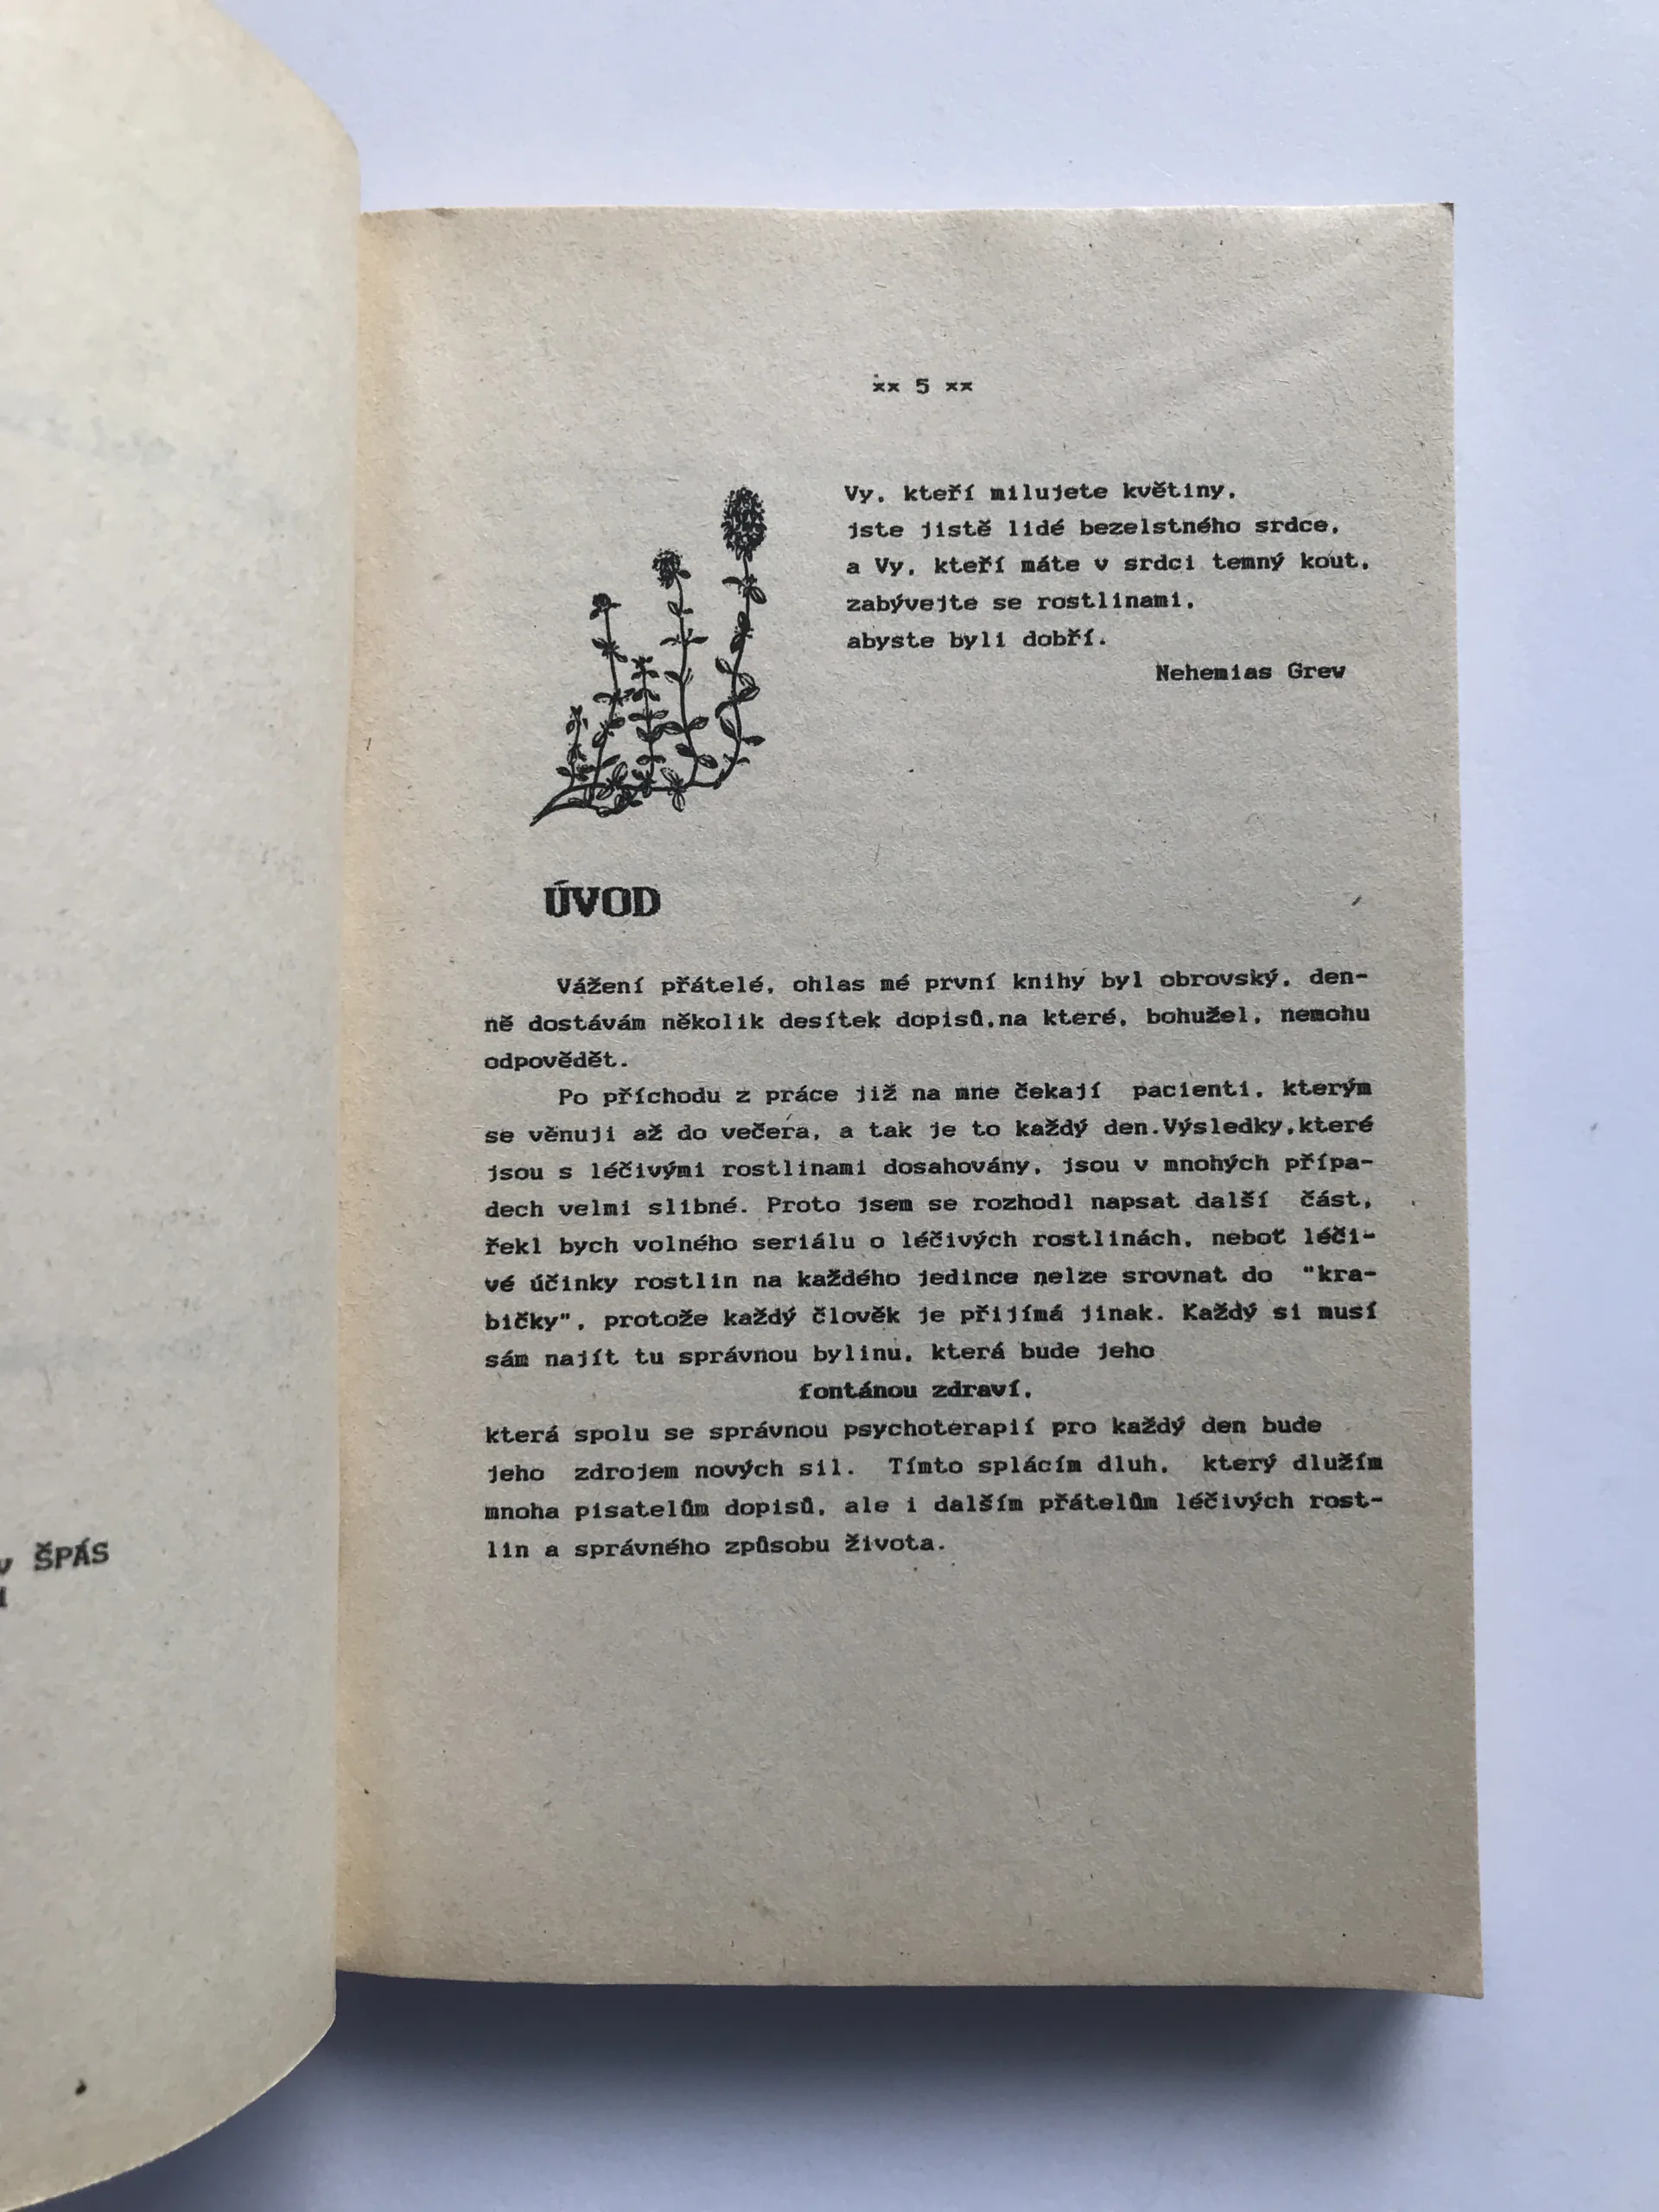 v ŠPÁS
xx 5 xx
Vy, kteří milujete květiny,
jste jistě lidé bezelstného srdce,
a Vy, kteří máte v srdci temný kout,
zabývejte se rostlinami,
abyste byli dobří.
Nehemias Grew
ÚVOD
Vážení přátelé, ohlas mé první knihy byl obrovský, den-
ně dostávám několik desítek dopisů,na které, bohužel, nemohu
odpovědět.
Po příchodu z práce již na mne čekají pacienti, kterým
se věnuji až do večera, a tak je to každý den.Výsledky,které
jsou s léčivými rostlinami dosahovány, jsou v mnohých přípa-
dech velmi slibné. Proto jsem se rozhodl napsat další část,
řekl bych volného seriálu o léčivých rostlinách, neboť léči-
vé účinky rostlin na každého jedince nelze srovnat do "kra-
bičky", protože každý člověk je přijímá jinak. Každý si musí
sám najít tu správnou bylinu, která bude jeho
fontánou zdraví,
která spolu se správnou psychoterapií pro každý den bude
jeho zdrojem nových sil. Tímto splácím dluh, který dlužím
mnoha pisatelům dopisů, ale i dalším přátelům léčivých rost-
lin a správného způsobu života.